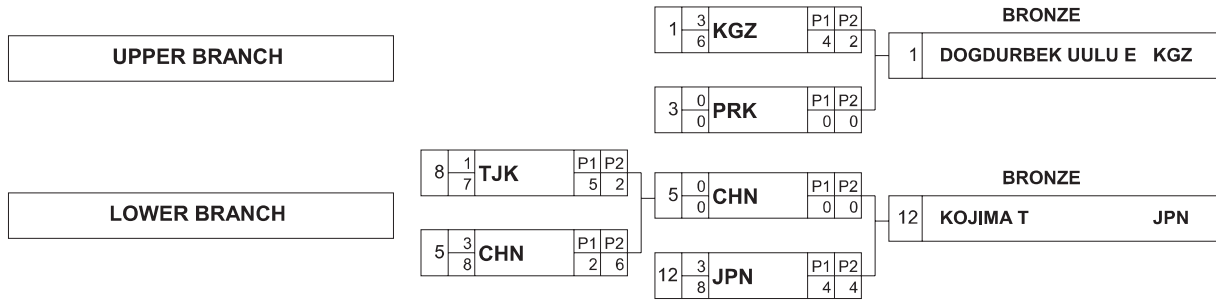 UPPER BRANCH
1 3 6 KGZ P1 P2 4 2
3 0 0 PRK P1 P2 0 0
BRONZE
1 DOGDURBEK UULU E KGZ
LOWER BRANCH
8 1 7 TJK P1 P2 5 2
5 3 8 CHN P1 P2 2 6
5 0 0 CHN P1 P2 0 0
12 3 8 JPN P1 P2 4 4
BRONZE
12 KOJIMA T JPN